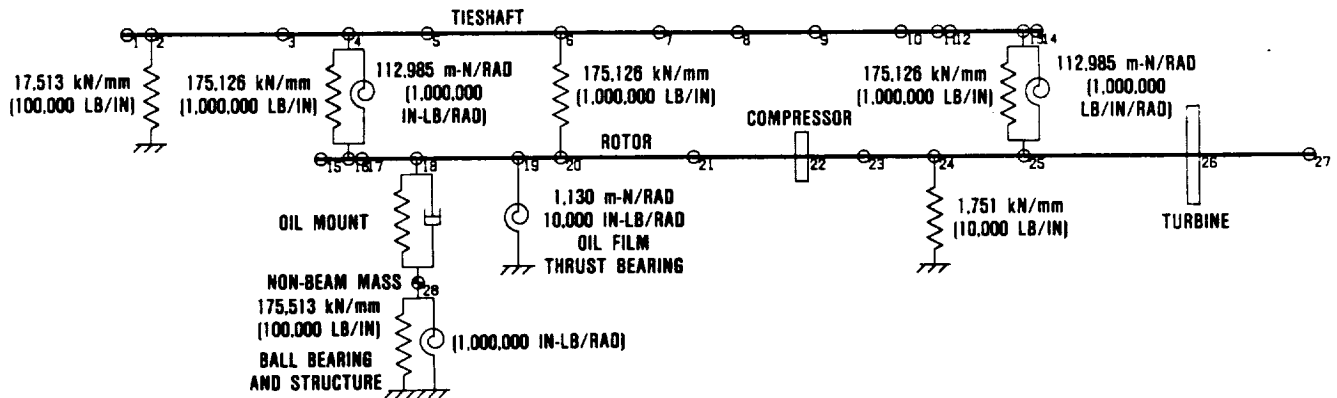 TIESHAFT
1 2 3 4 5 6 7 8 9 10 11 12 13 14
17.513 kN/mm
(100,000 LB/IN)
175,126 kN/mm
(1,000,000 LB/IN)
112,985 m-N/RAD
(1,000,000
IN-LB/RAD)
175,126 kN/mm
(1,000,000 LB/IN)
175,126 kN/mm
(1,000,000 LB/IN)
112,985 m-N/RAD
(1,000,000
LB/IN/RAD)
COMPRESSOR
ROTOR
15 16 17 18 19 20 21 22 23 24 25 26 27
OIL MOUNT
1,130 m-N/RAD
10,000 IN-LB/RAD
OIL FILM
THRUST BEARING
1,751 kN/mm
(10,000 LB/IN)
TURBINE
NON-BEAM MASS
28
175,513 kN/mm
(100,000 LB/IN)
(1,000,000 IN-LB/RAD)
BALL BEARING
AND STRUCTURE